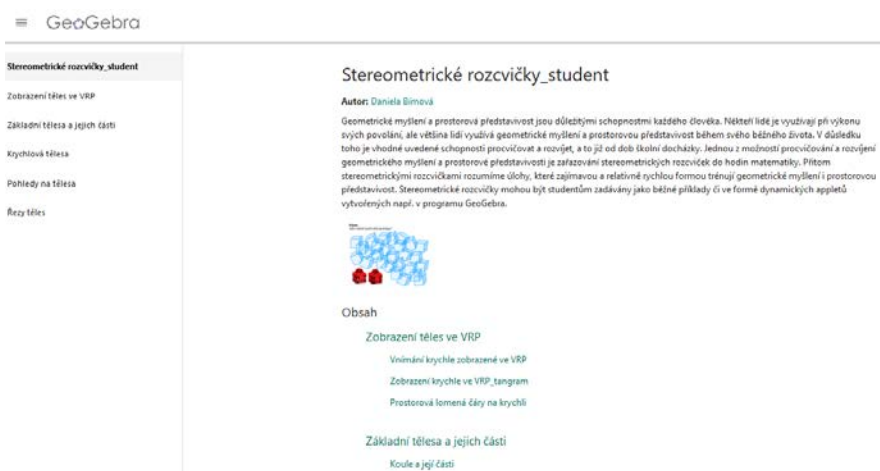 GeoGebra
Stereometrické rozcvičky_student
Zobrazení těles ve VRP
Základní tělesa a jejich části
Krychlová tělesa
Pohledy na tělesa
Řezy těles
Stereometrické rozcvičky_student
Autor: Daniela Bímová
Geometrické myšlení a prostorová představivost jsou důležitými schopnostmi každého člověka. Někteří lidé je využívají při výkonu
svých povolání, ale většina lidí využívá geometrické myšlení a prostorovou představivost během svého běžného života. V důsledku
toho je vhodné uvedené schopnosti procvičovat a rozvíjet, a to již od dob školní docházky. Jednou z možností procvičování a rozvíjení
geometrického myšlení a prostorové představivosti je zařazování stereometrických rozcviček do hodin matematiky. Přitom
stereometrickými rozcvičkami rozumíme úlohy, které zajímavou a relativně rychlou formou trénují geometrické myšlení i prostorovou
představivost. Stereometrické rozcvičky mohou být studentům zadávány jako běžné příklady či ve formě dynamických appletů
vytvořených např. v programu GeoGebra.
Obsah
Zobrazení těles ve VRP
Vnímání krychle zobrazené ve VRP
Zobrazení krychle ve VRP_tangram
Prostorová lomená čáry na krychli
Základní tělesa a jejich části
Koule a její části